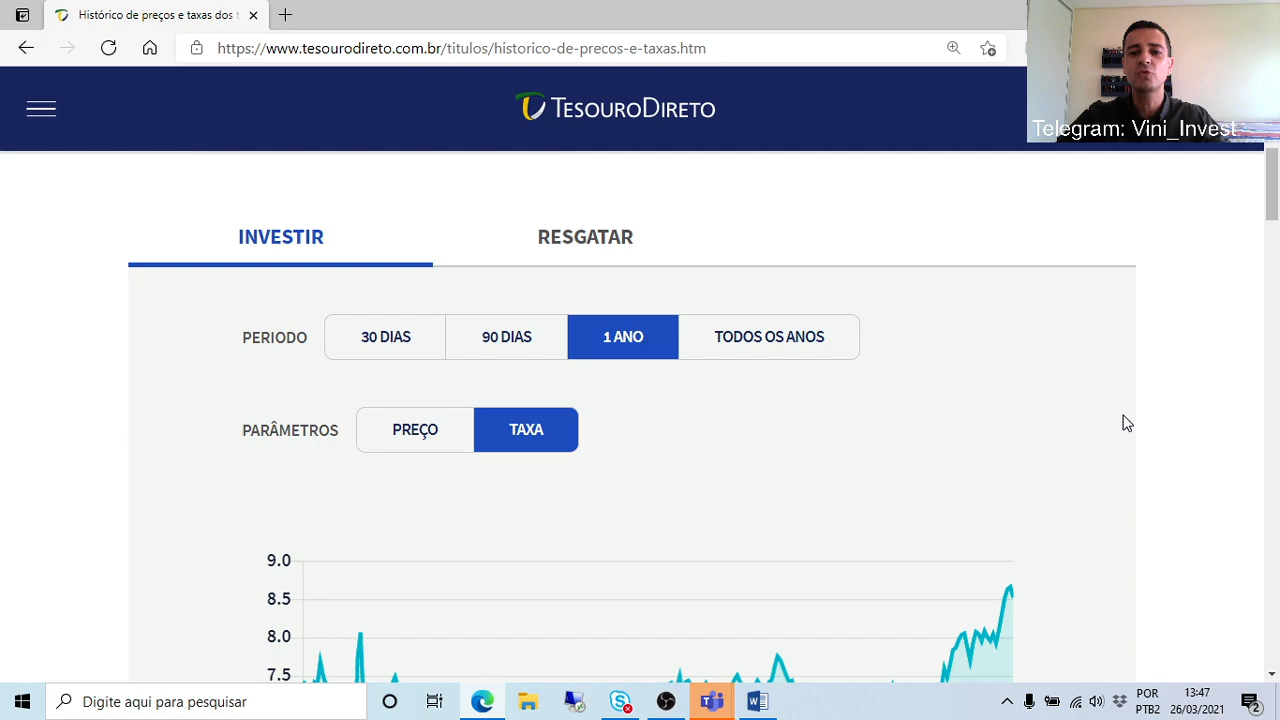 Histórico de preços e taxas dos t
https://www.tesourodireto.com.br/titulos/historico-de-precos-e-taxas.htm
TESOURODIRETO
Telegram: Vini_Invest
INVESTIR
RESGATAR
PERIODO
30 DIAS
90 DIAS
1 ANO
TODOS OS ANOS
PARÂMETROS
PREÇO
TAXA
9.0
8.5
8.0
7.5
Digite aqui para pesquisar
POR
PTB2
13:47
26/03/2021
2